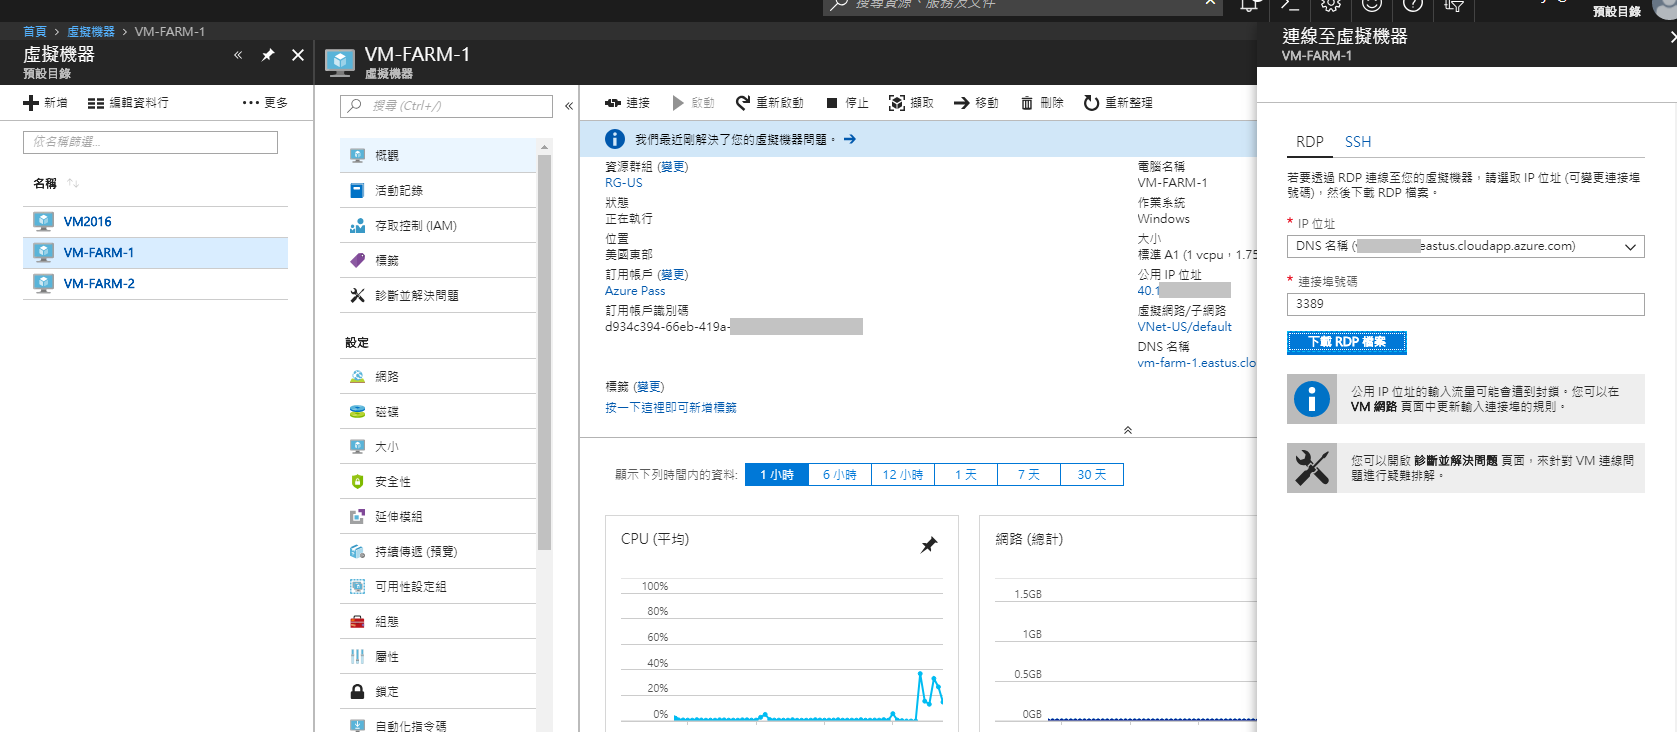 搜尋資源、服務及文件
預設目錄
首頁 > 虛擬機器 > VM-FARM-1
虛擬機器
預設目錄
新增
編輯資料行
更多
依名稱篩選...
名稱
VM2016
VM-FARM-1
VM-FARM-2
VM-FARM-1
虛擬機器
搜尋 (Ctrl+/)
概觀
活動記錄
存取控制 (IAM)
標籤
診斷並解決問題
設定
網路
磁碟
大小
安全性
延伸模組
持續傳遞 (預覽)
可用性設定組
組態
屬性
鎖定
自動化指令碼
連接
啟動
重新啟動
停止
擷取
移動
刪除
重新整理
我們最近剛解決了您的虛擬機器問題。
資源群組 (變更)
RG-US
狀態
正在執行
位置
美國東部
訂用帳戶 (變更)
Azure Pass
訂用帳戶識別碼
d934c394-66eb-419a-
標籤 (變更)
按一下這裡即可新增標籤
電腦名稱
VM-FARM-1
作業系統
Windows
大小
標準 A1 (1 vcpu，1.75
公用 IP 位址
40.1
虛擬網路/子網路
VNet-US/default
DNS 名稱
vm-farm-1.eastus.clo
顯示下列時間內的資料:
1 小時
6 小時
12 小時
1 天
7 天
30 天
CPU (平均)
100%
80%
60%
40%
20%
0%
網路 (總計)
1.5GB
1GB
0.5GB
0GB
連線至虛擬機器
VM-FARM-1
RDP
SSH
若要透過 RDP 連線至您的虛擬機器，請選取 IP 位址 (可變更連接埠
號碼)，然後下載 RDP 檔案。
* IP 位址
DNS 名稱 ( eastus.cloudapp.azure.com)
* 連接埠號碼
3389
下載 RDP 檔案
公用 IP 位址的輸入流量可能會遭到封鎖。您可以在
VM 網路 頁面中更新輸入連接埠的規則。
您可以開啟 診斷並解決問題 頁面，來針對 VM 連線問
題進行疑難排解。